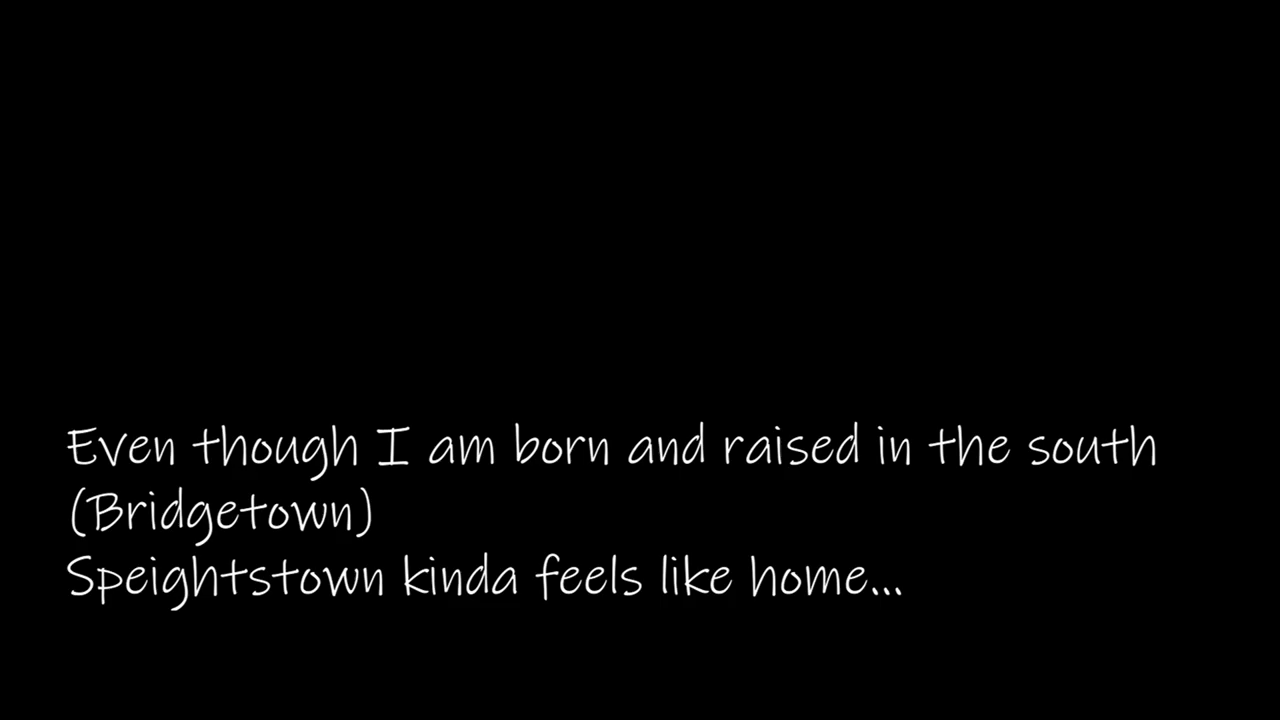 Even though I am born and raised in the south
(Bridgetown)
Speightstown kinda feels like home...